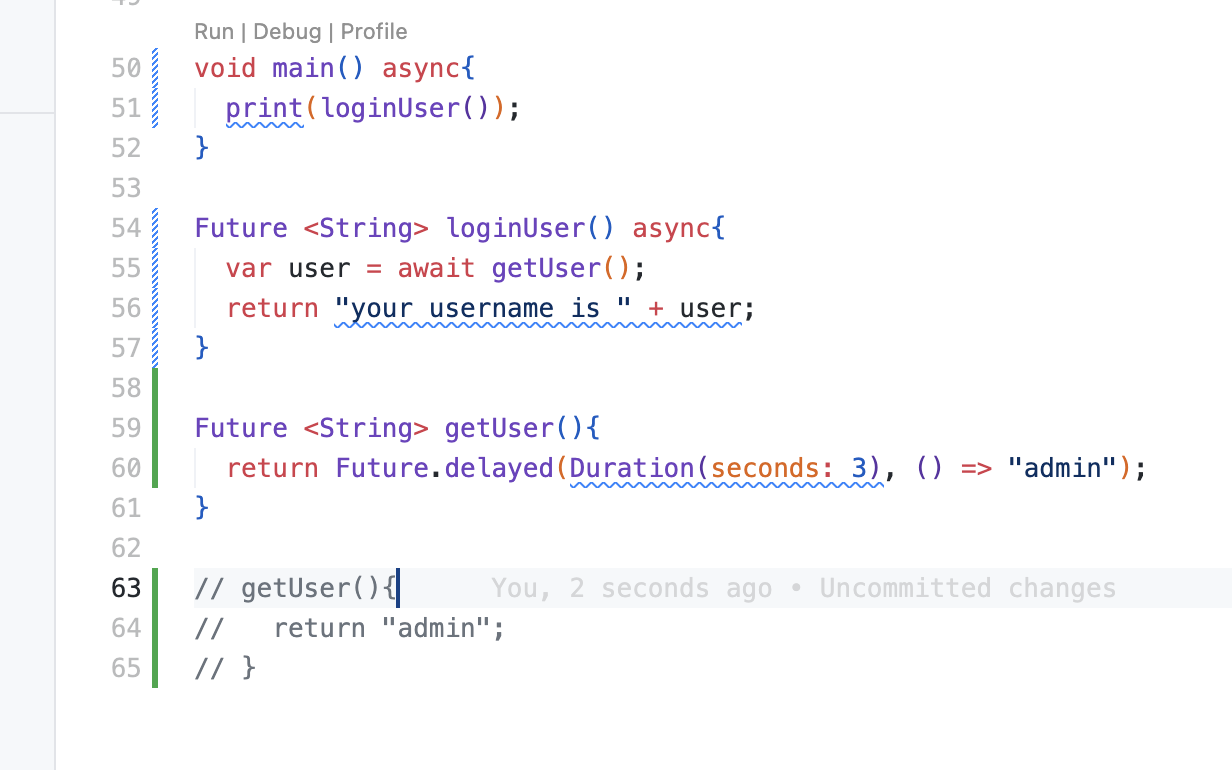 49
Run | Debug | Profile
50 void main() async{
51   print(loginUser());
52 }
53
54 Future <String> loginUser() async{
55   var user = await getUser();
56   return "your username is " + user;
57 }
58
59 Future <String> getUser(){
60   return Future.delayed(Duration(seconds: 3), () => "admin");
61 }
62
63 // getUser(){ You, 2 seconds ago • Uncommitted changes
64 //   return "admin";
65 // }